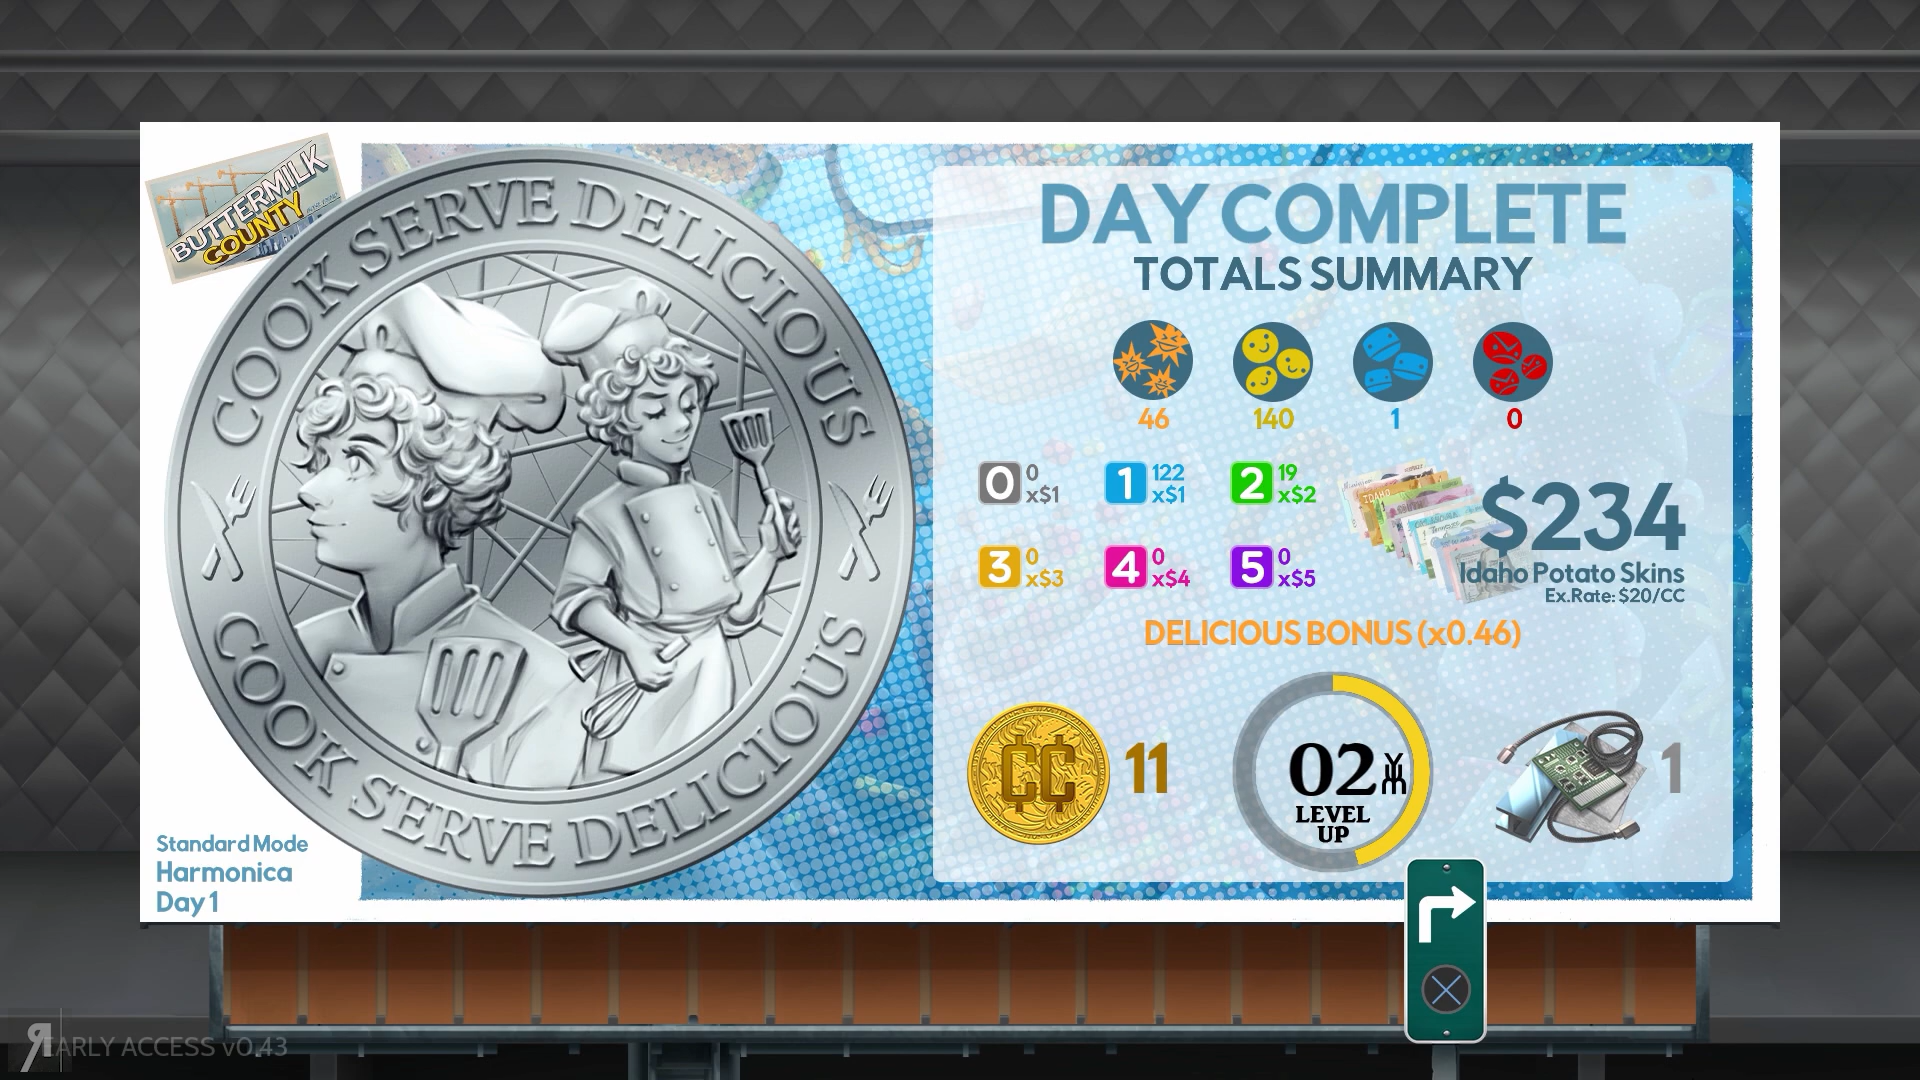 BUTTERMILK
COUNTY
COOK SERVE DELICIOUS
COOK SERVE DELICIOUS
Standard Mode
Harmonica
Day 1
DAY COMPLETE
TOTALS SUMMARY
46 140 1 0
0 0 x$1 1 122 x$1 2 19 x$2
3 0 x$3 4 0 x$4 5 0 x$5
$234
Idaho Potato Skins
Ex.Rate: $20/CC
DELICIOUS BONUS (x0.46)
CC 11
02
LEVEL
UP
1
EARLY ACCESS v0.43